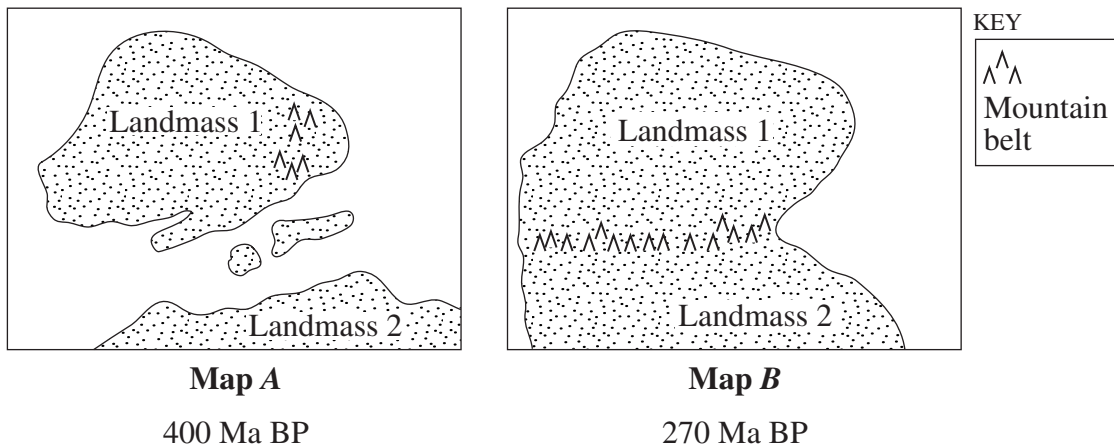 Landmass 1
Landmass 2
Map A
400 Ma BP
Landmass 1
Landmass 2
Map B
270 Ma BP
KEY
Mountain
belt